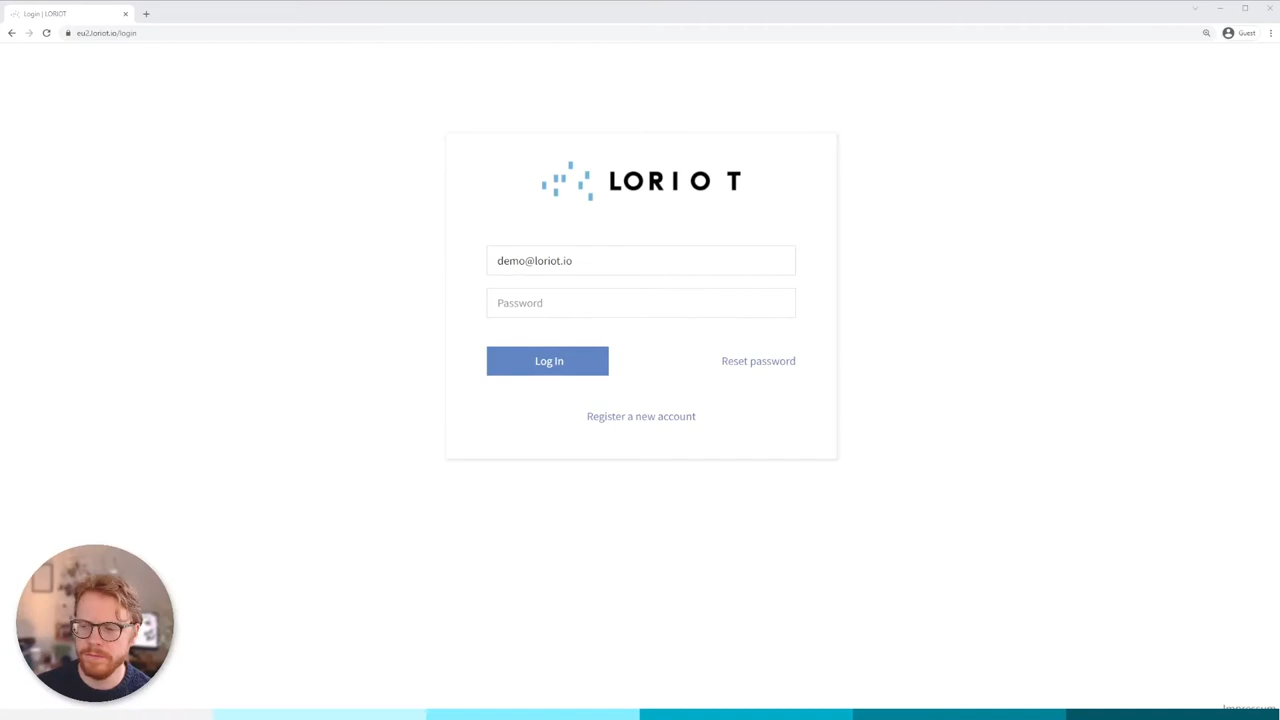 Login | LORIOT
eu2.loriot.io/login
Guest
LORIOT
demo@loriot.io
Password
Log In
Reset password
Register a new account
Impressum